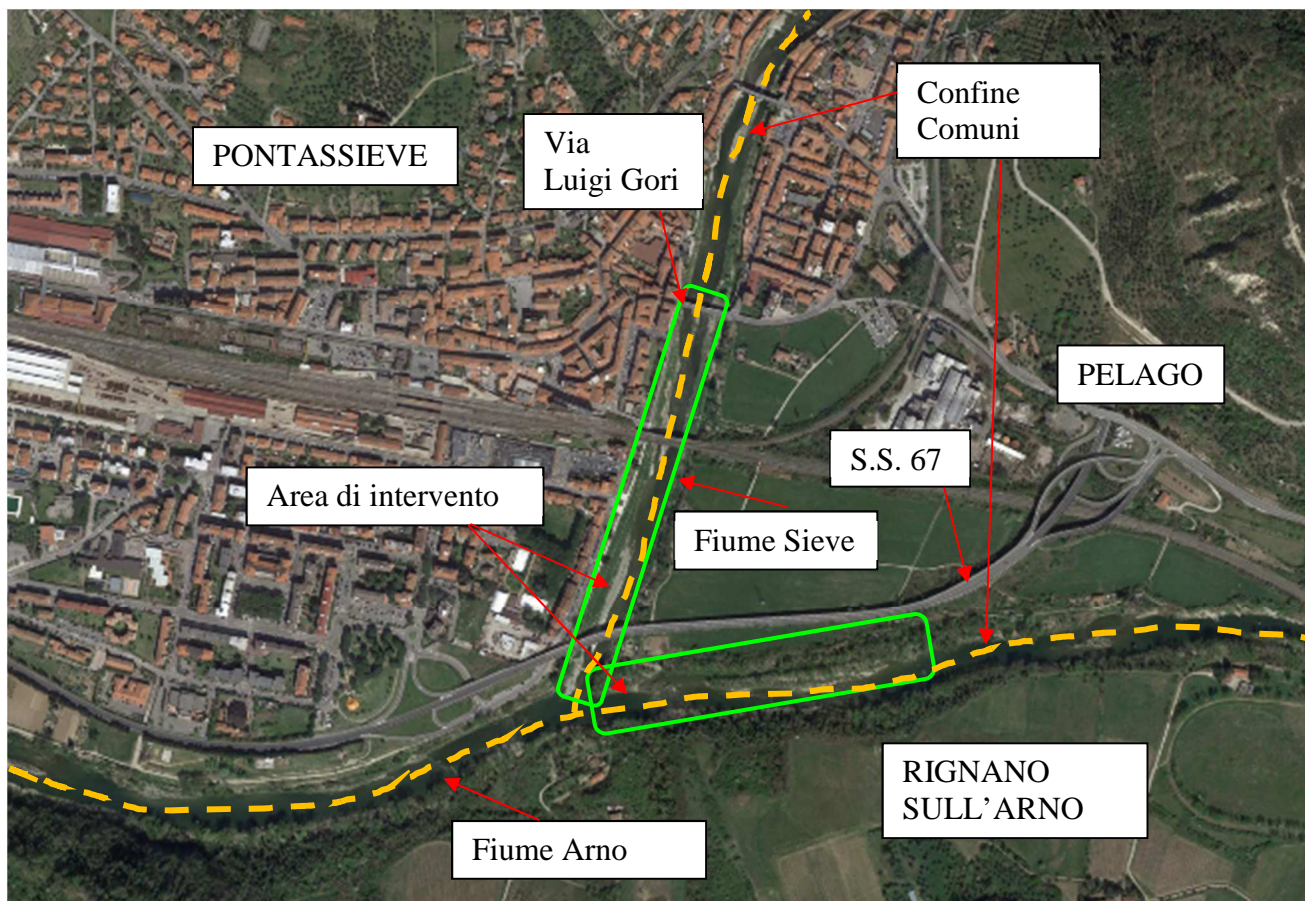 Confine
Comuni
Via
Luigi Gori
PONTASSIEVE
PELAGO
S.S. 67
Area di intervento
Fiume Sieve
RIGNANO
SULL’ARNO
Fiume Arno